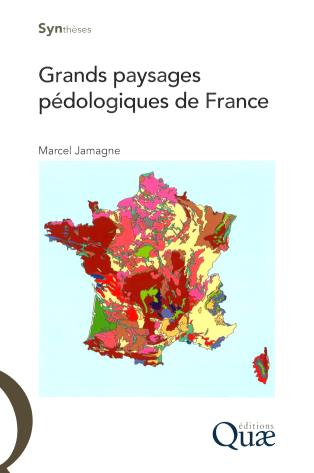 Synthèses
Grands paysages
pédologiques de France
Marcel Jamagne
éditions
Quæ